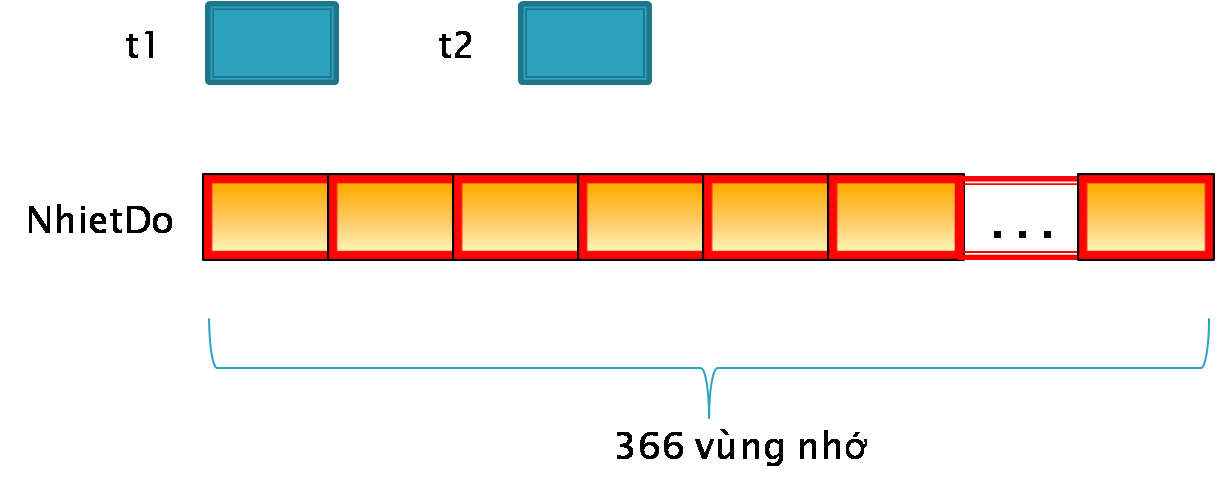 t1 t2
NhietDo
...
366 vùng nhớ